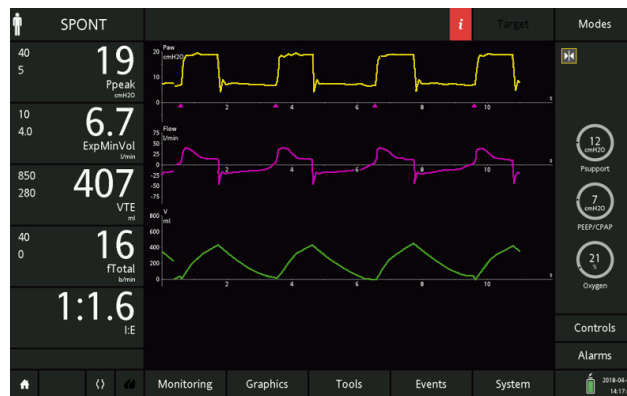 SPONT
i
Target
Modes
40
5
19
Ppeak
cmH2O
10
4.0
6.7
ExpMinVol
l/min
850
280
407
VTE
ml
40
0
16
fTotal
b/min
1:1.6
I:E
20
Paw
cmH2O
10
0
2
4
6
8
10
s
Flow
l/min
75
50
25
0
-25
-50
-75
2
4
6
8
10
s
V
ml
800
600
400
200
0
2
4
6
8
10
s
12
cmH2O
Psupport
7
cmH2O
PEEP/CPAP
21
%
Oxygen
Controls
Alarms
Monitoring
Graphics
Tools
Events
System
2018-04-
14:17: